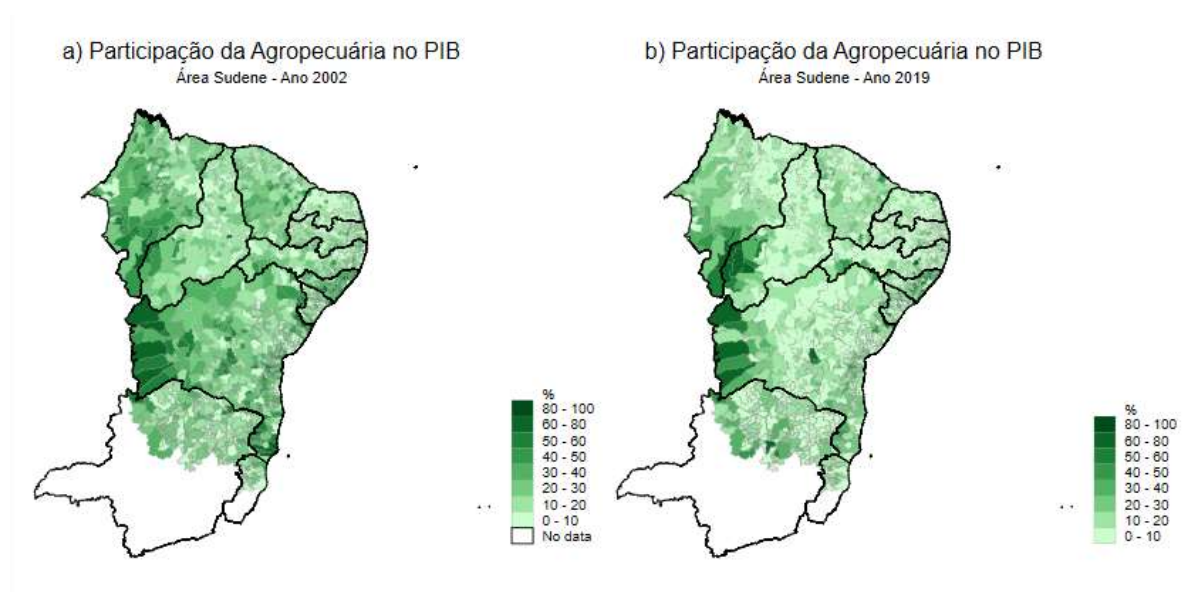 a) Participação da Agropecuária no PIB
Área Sudene - Ano 2002
%
80 - 100
60 - 80
50 - 60
40 - 50
30 - 40
20 - 30
10 - 20
0 - 10
No data
b) Participação da Agropecuária no PIB
Área Sudene - Ano 2019
%
80 - 100
60 - 80
50 - 60
40 - 50
30 - 40
20 - 30
10 - 20
0 - 10